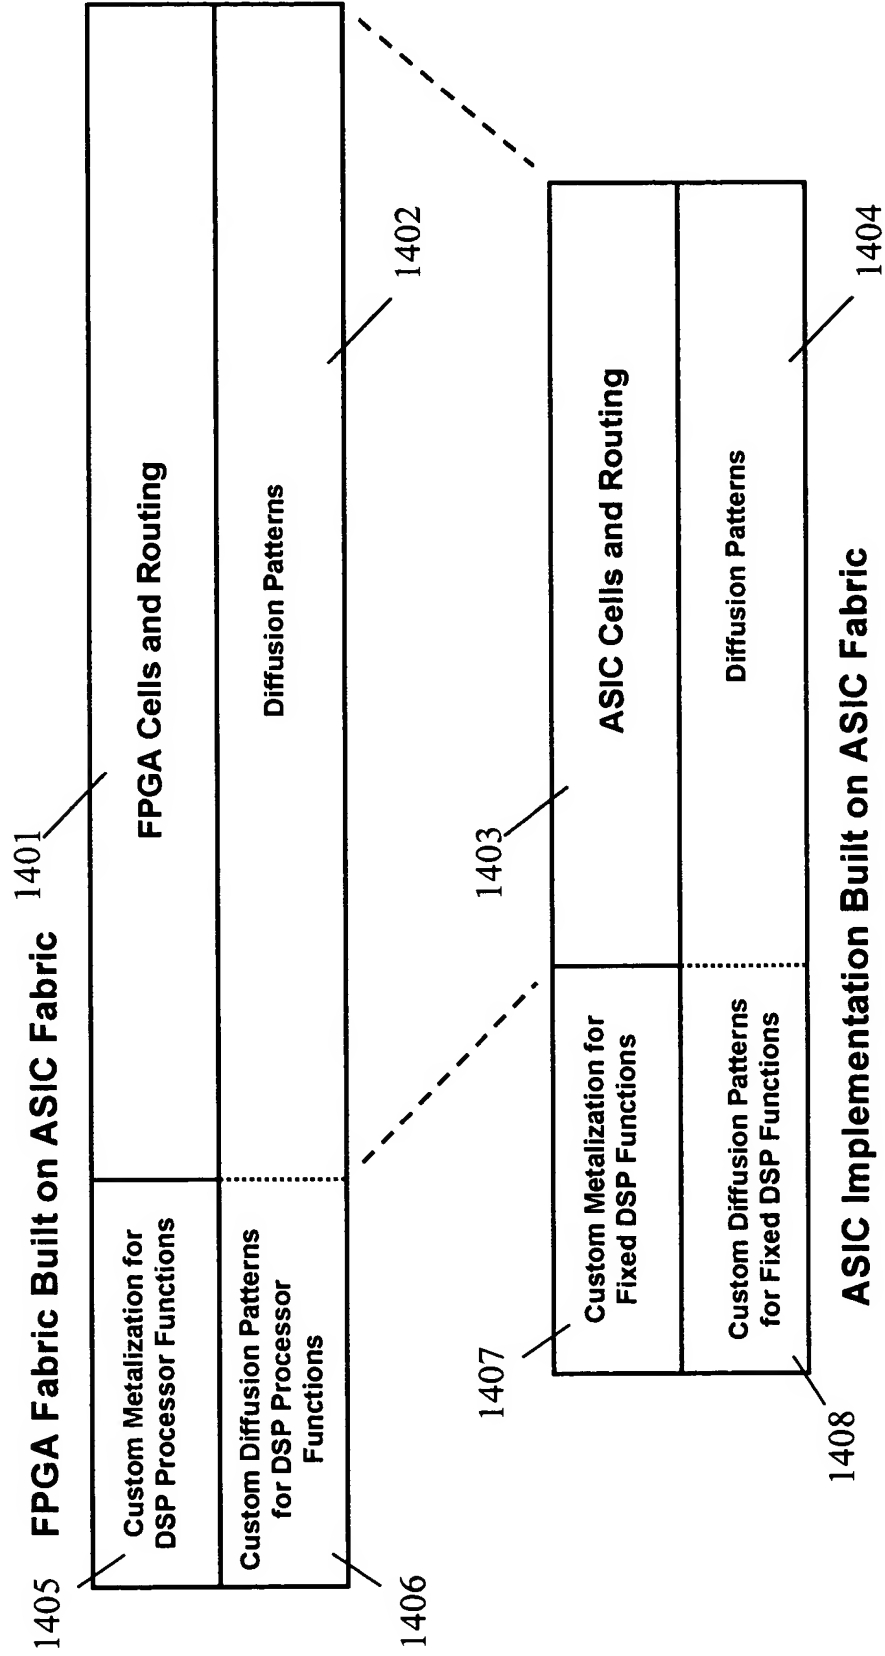 FPGA Fabric Built on ASIC Fabric
1401
1405
Custom Metalization for
DSP Processor Functions
FPGA Cells and Routing
Custom Diffusion Patterns
for DSP Processor
Functions
Diffusion Patterns
1406
1402
1407
1403
Custom Metalization for
Fixed DSP Functions
ASIC Cells and Routing
Custom Diffusion Patterns
for Fixed DSP Functions
Diffusion Patterns
1408
1404
ASIC Implementation Built on ASIC Fabric